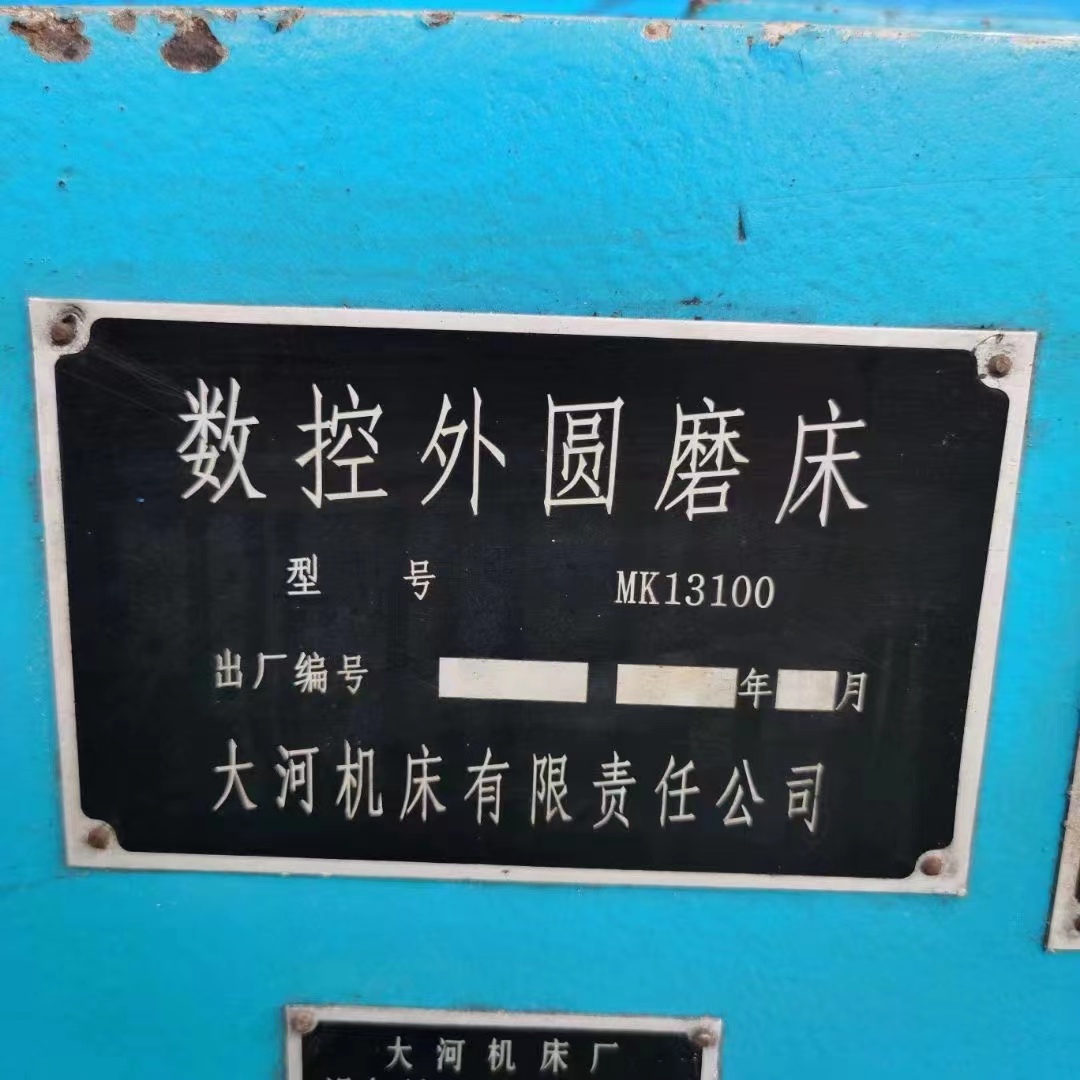 数控外圆磨床
型号 MK13100
出厂编号 年 月
大河机床有限责任公司
大河机床厂